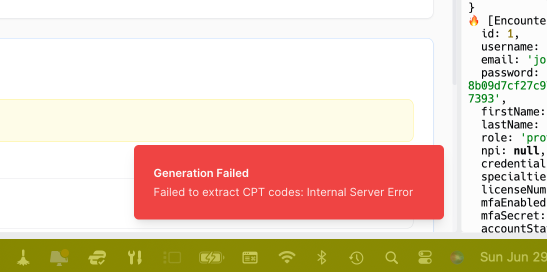 }
🔥 [Encounte
id: 1,
username:
email: 'jo
password:
8b09d7cf27c9
7393',
firstName:
lastName:
role: 'pro
npi: null,
credential
specialtie
licenseNum
mfaEnabled
mfaSecret:
accountSta
Generation Failed
Failed to extract CPT codes: Internal Server Error
Sun Jun 29